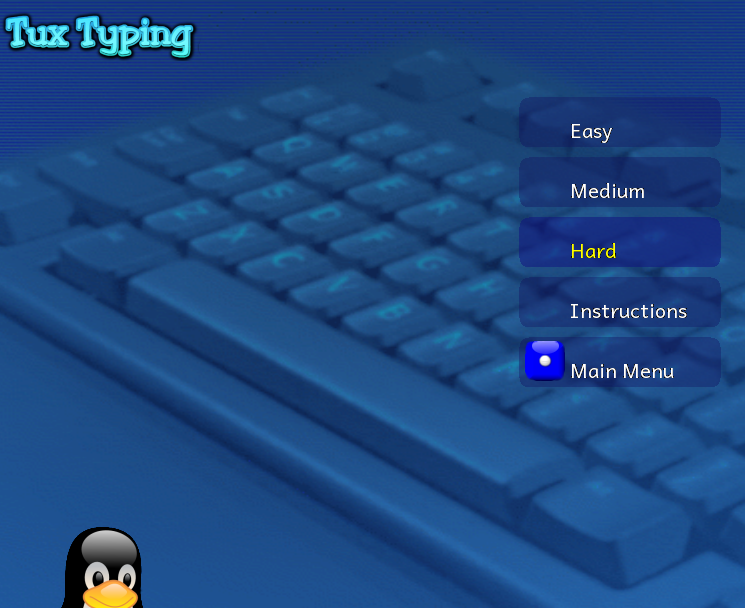 Tux Typing
Easy
Medium
Hard
Instructions
Main Menu